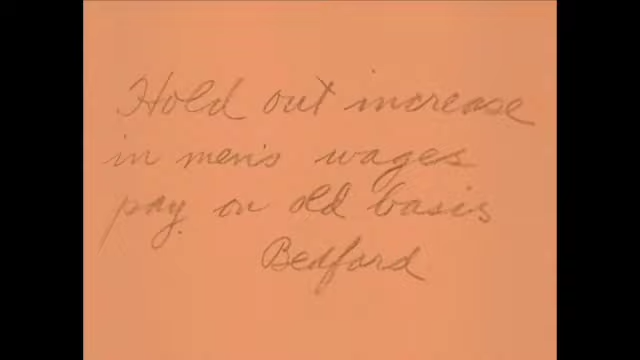 Hold out increase
in men's wages
pay on old basis
Bedford